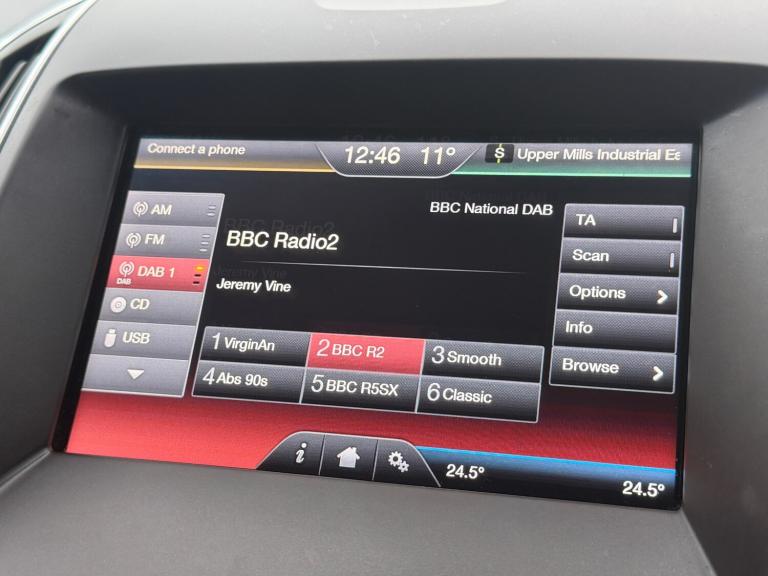 Connect a phone
12:46 11°
S Upper Mills Industrial Es
AM
FM
DAB 1
DAB
CD
USB
BBC National DAB
BBC Radio2
Jeremy Vine
1 VirginAn
2 BBC R2
3 Smooth
4 Abs 90s
5 BBC R5SX
6 Classic
TA
Scan
Options
Info
Browse
i
24.5°
24.5°